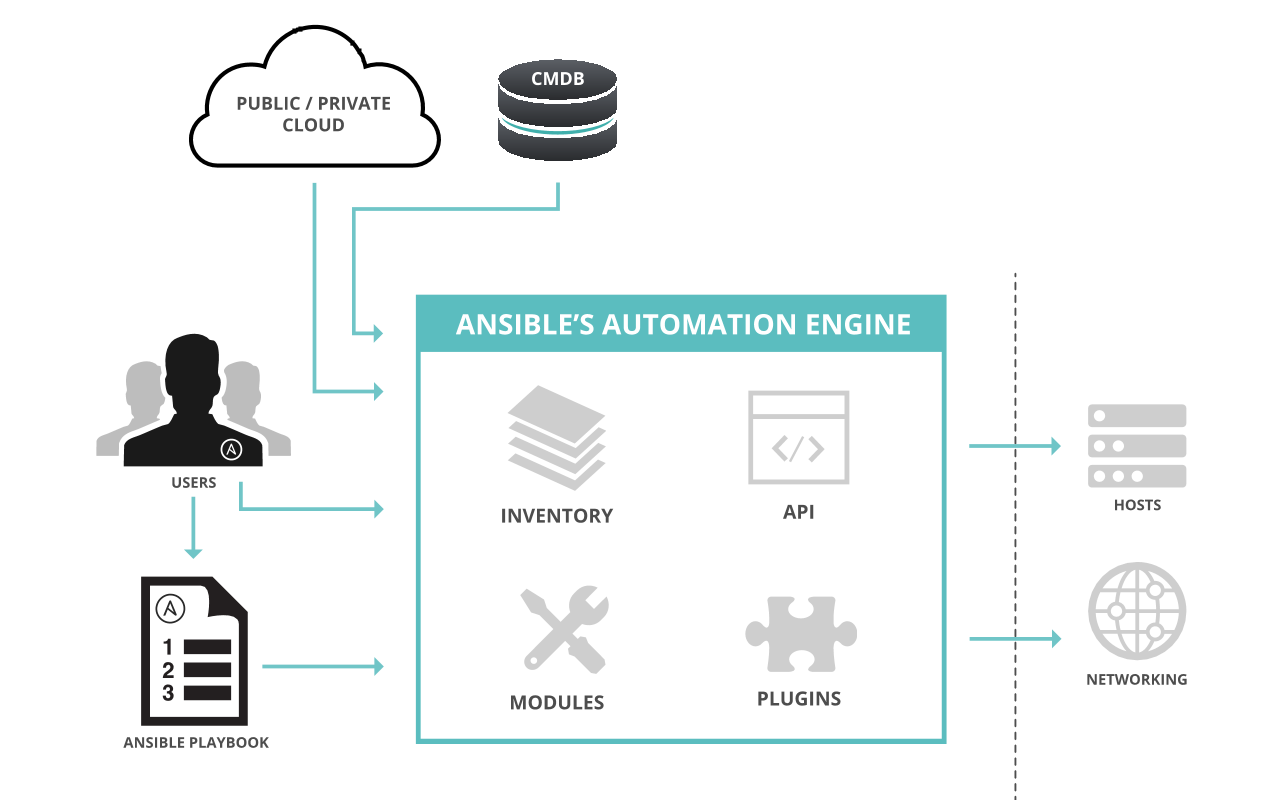 PUBLIC / PRIVATE
CLOUD
CMDB
ANSIBLE’S AUTOMATION ENGINE
USERS
INVENTORY
API
HOSTS
1
2
3
MODULES
PLUGINS
NETWORKING
ANSIBLE PLAYBOOK